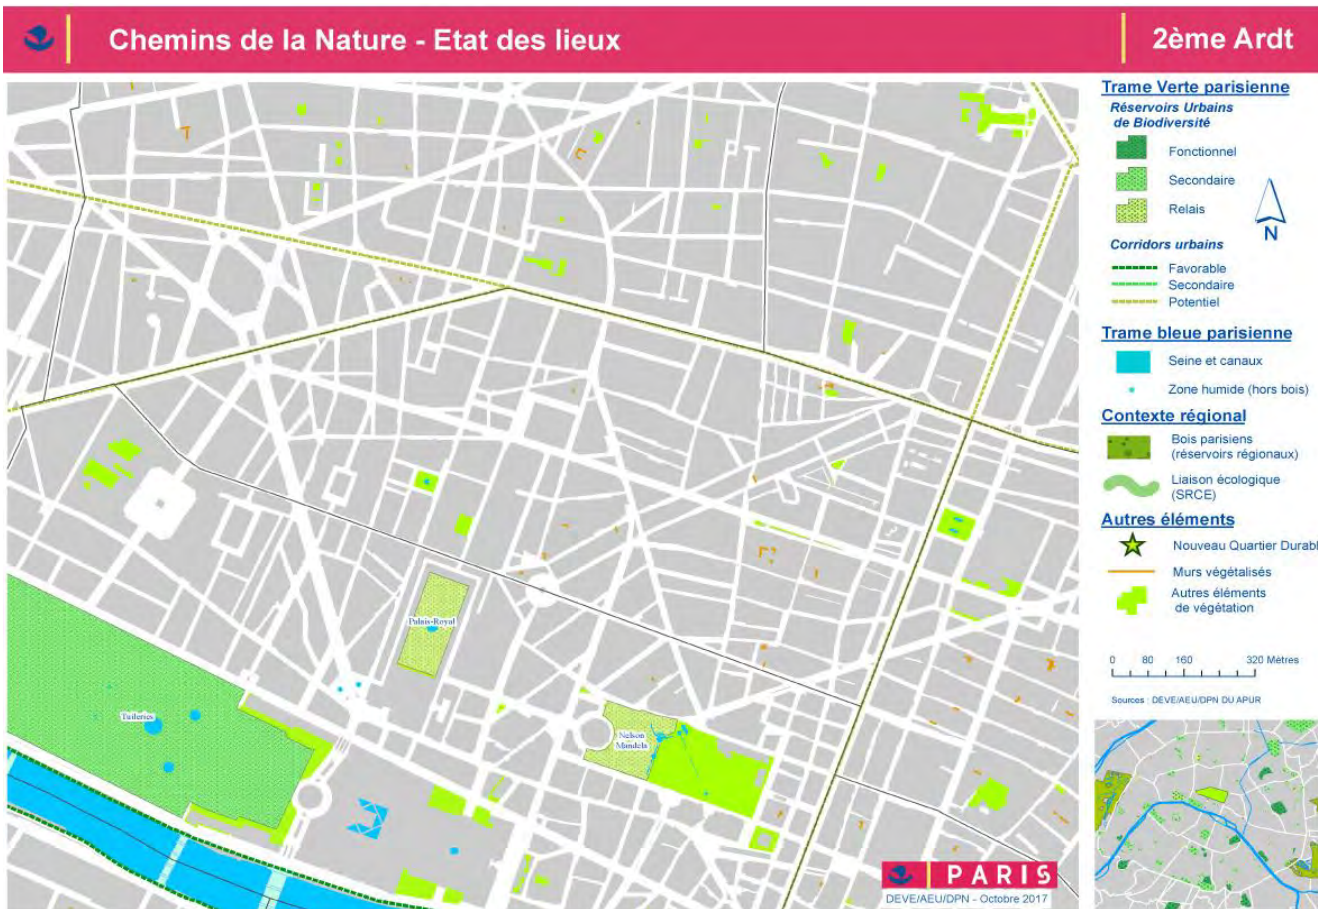 Chemins de la Nature - Etat des lieux
2ème Ardt
Trame Verte parisienne
Réservoirs Urbains
de Biodiversité
Fonctionnel
Secondaire
Relais
N
Corridors urbains
Favorable
Secondaire
Potentiel
Trame bleue parisienne
Seine et canaux
Zone humide (hors bois)
Contexte régional
Bois parisiens
(réservoirs régionaux)
Liaison écologique
(SRCE)
Autres éléments
Nouveau Quartier Durabl
Murs végétalisés
Autres éléments
de végétation
0 80 160 320 Mètres
Sources : DEVE/AEU/DPN DU APUR
Palais-Royal
Tuileries
Nelson
Mandela
PARIS
DEVE/AEU/DPN - Octobre 2017